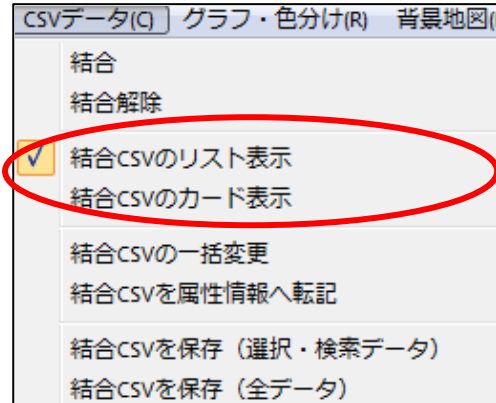 CSVデータ(C) グラフ・色分け(R) 背景地図(
結合
結合解除
結合CSVのリスト表示
結合CSVのカード表示
結合CSVの一括変更
結合CSVを属性情報へ転記
結合CSVを保存（選択・検索データ）
結合CSVを保存（全データ）